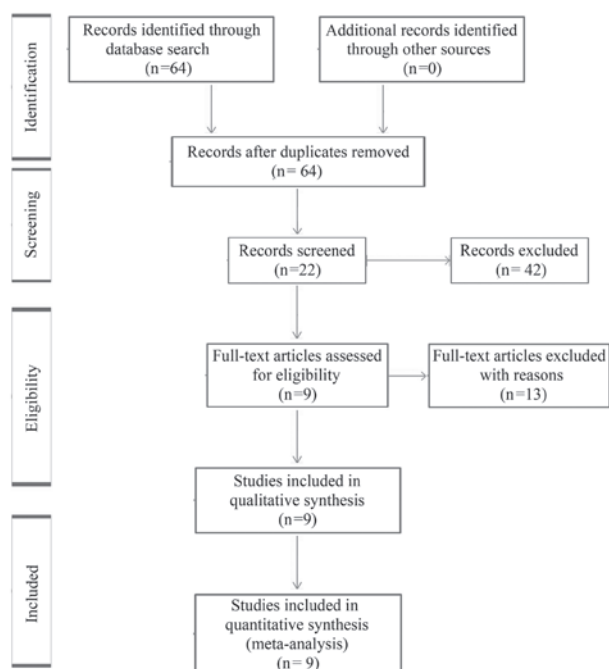 Identification
Records identified through
database search
(n=64)
Additional records identified
through other sources
(n=0)
Records after duplicates removed
(n= 64)
Screening
Records screened
(n=22)
Records excluded
(n= 42)
Eligibility
Full-text articles assessed
for eligibility
(n=9)
Full-text articles excluded
with reasons
(n=13)
Studies included in
qualitative synthesis
(n=9)
Included
Studies included in
quantitative synthesis
(meta-analysis)
(n= 9)